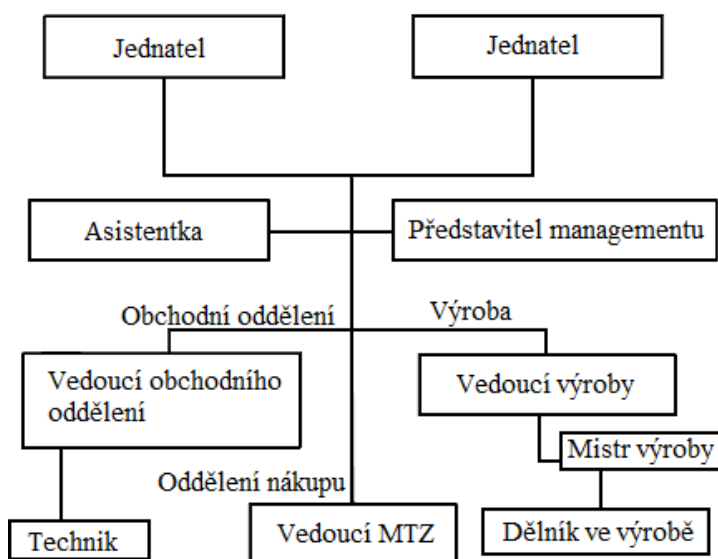 Jednatel
Jednatel
Asistentka
Představitel managementu
Obchodní oddělení
Výroba
Vedoucí obchodního
oddělení
Vedoucí výroby
Mistr výroby
Oddělení nákupu
Technik
Vedoucí MTZ
Dělník ve výrobě